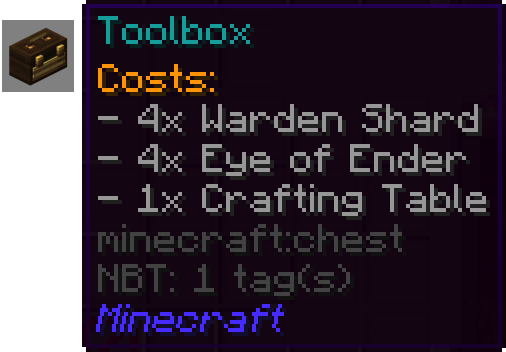 Toolbox
Costs:
- 4x Warden Shard
- 4x Eye of Ender
- 1x Crafting Table
minecraft:chest
NBT: 1 tag(s)
Minecraft